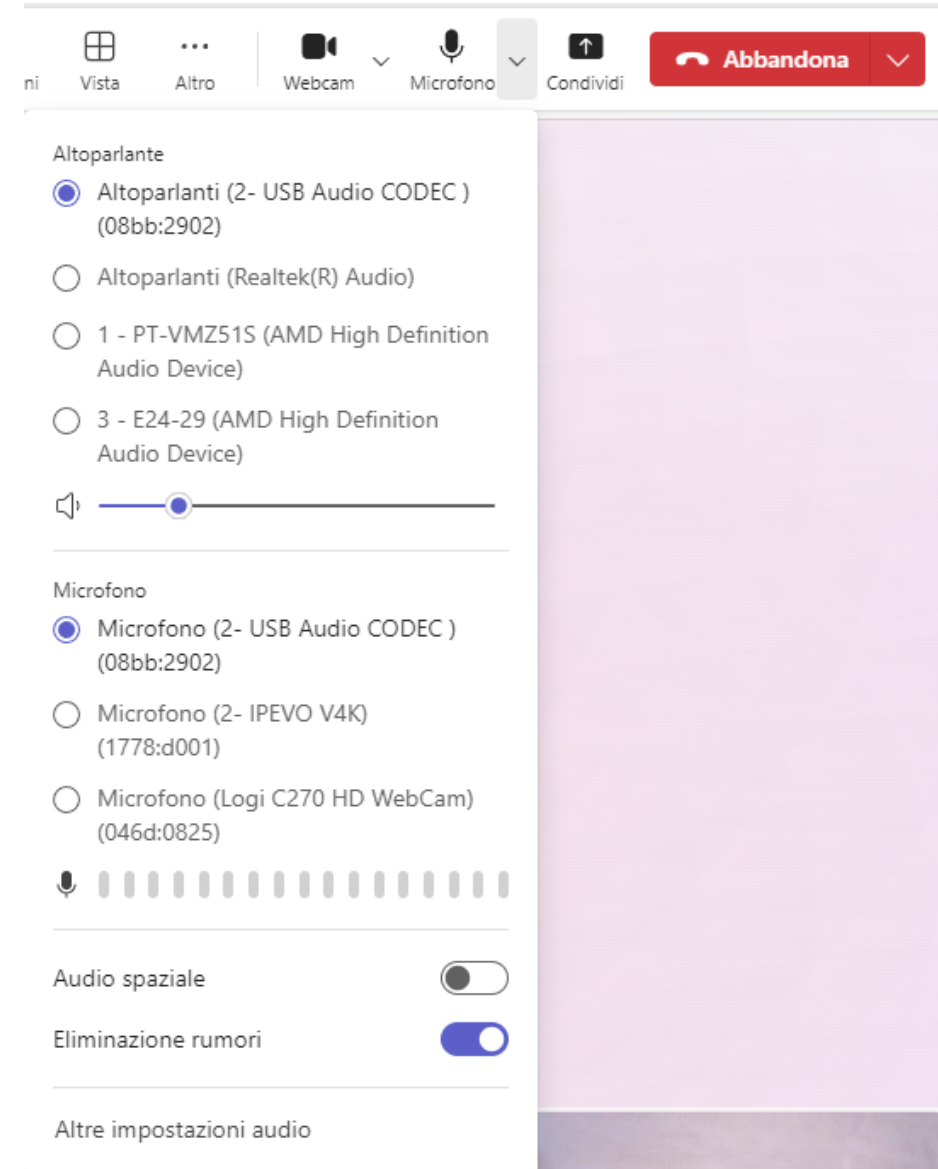 ni Vista Altro Webcam Microfono Condividi Abbandona
Altoparlante
Altoparlanti (2- USB Audio CODEC )
(08bb:2902)
Altoparlanti (Realtek(R) Audio)
1 - PT-VMZ51S (AMD High Definition
Audio Device)
3 - E24-29 (AMD High Definition
Audio Device)
Microfono
Microfono (2- USB Audio CODEC )
(08bb:2902)
Microfono (2- IPEVO V4K)
(1778:d001)
Microfono (Logi C270 HD WebCam)
(046d:0825)
Audio spaziale
Eliminazione rumori
Altre impostazioni audio